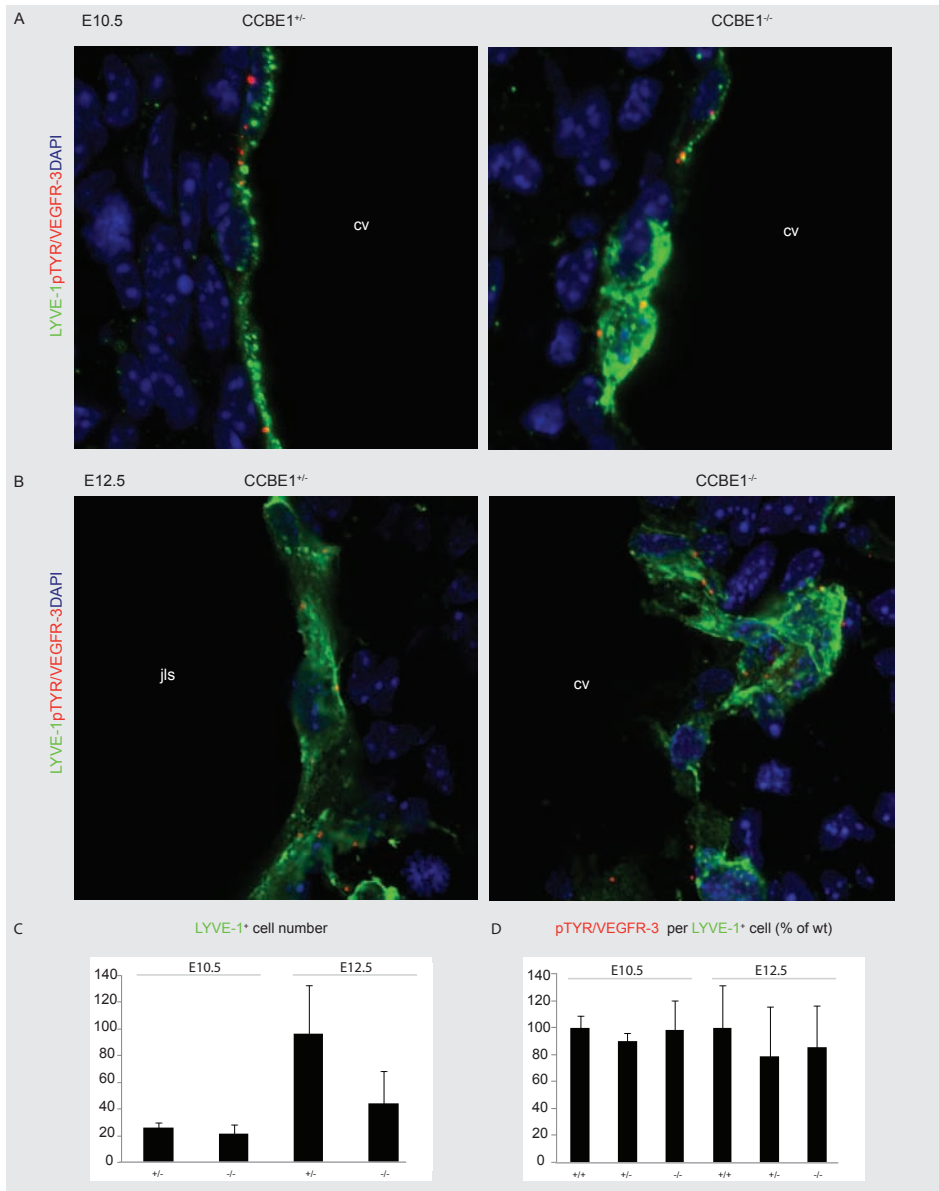 A E10.5 CCBE1+/- CCBE1-/-
LYVE-1pTYR/VEGFR-3DAPI
cv
cv
B E12.5 CCBE1+/- CCBE1-/-
LYVE-1pTYR/VEGFR-3DAPI
jls
cv
C LYVE-1+ cell number
E10.5 E12.5
140
120
100
80
60
40
20
0
+/- -/- +/- -/-
D pTYR/VEGFR-3 per LYVE-1+ cell (% of wt)
E10.5 E12.5
140
120
100
80
60
40
20
0
+/+ +/- -/- +/+ +/- -/-